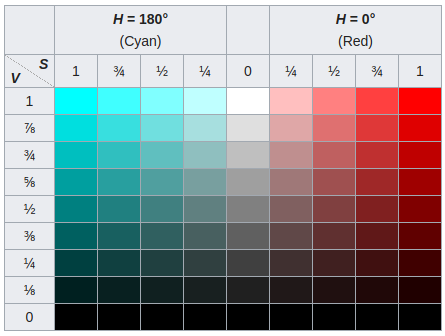 H = 180° H = 0°
(Cyan) (Red)
S
V 1 ¾ ½ ¼ 0 ¼ ½ ¾ 1
1
⅞
¾
⅝
½
⅜
¼
⅛
0